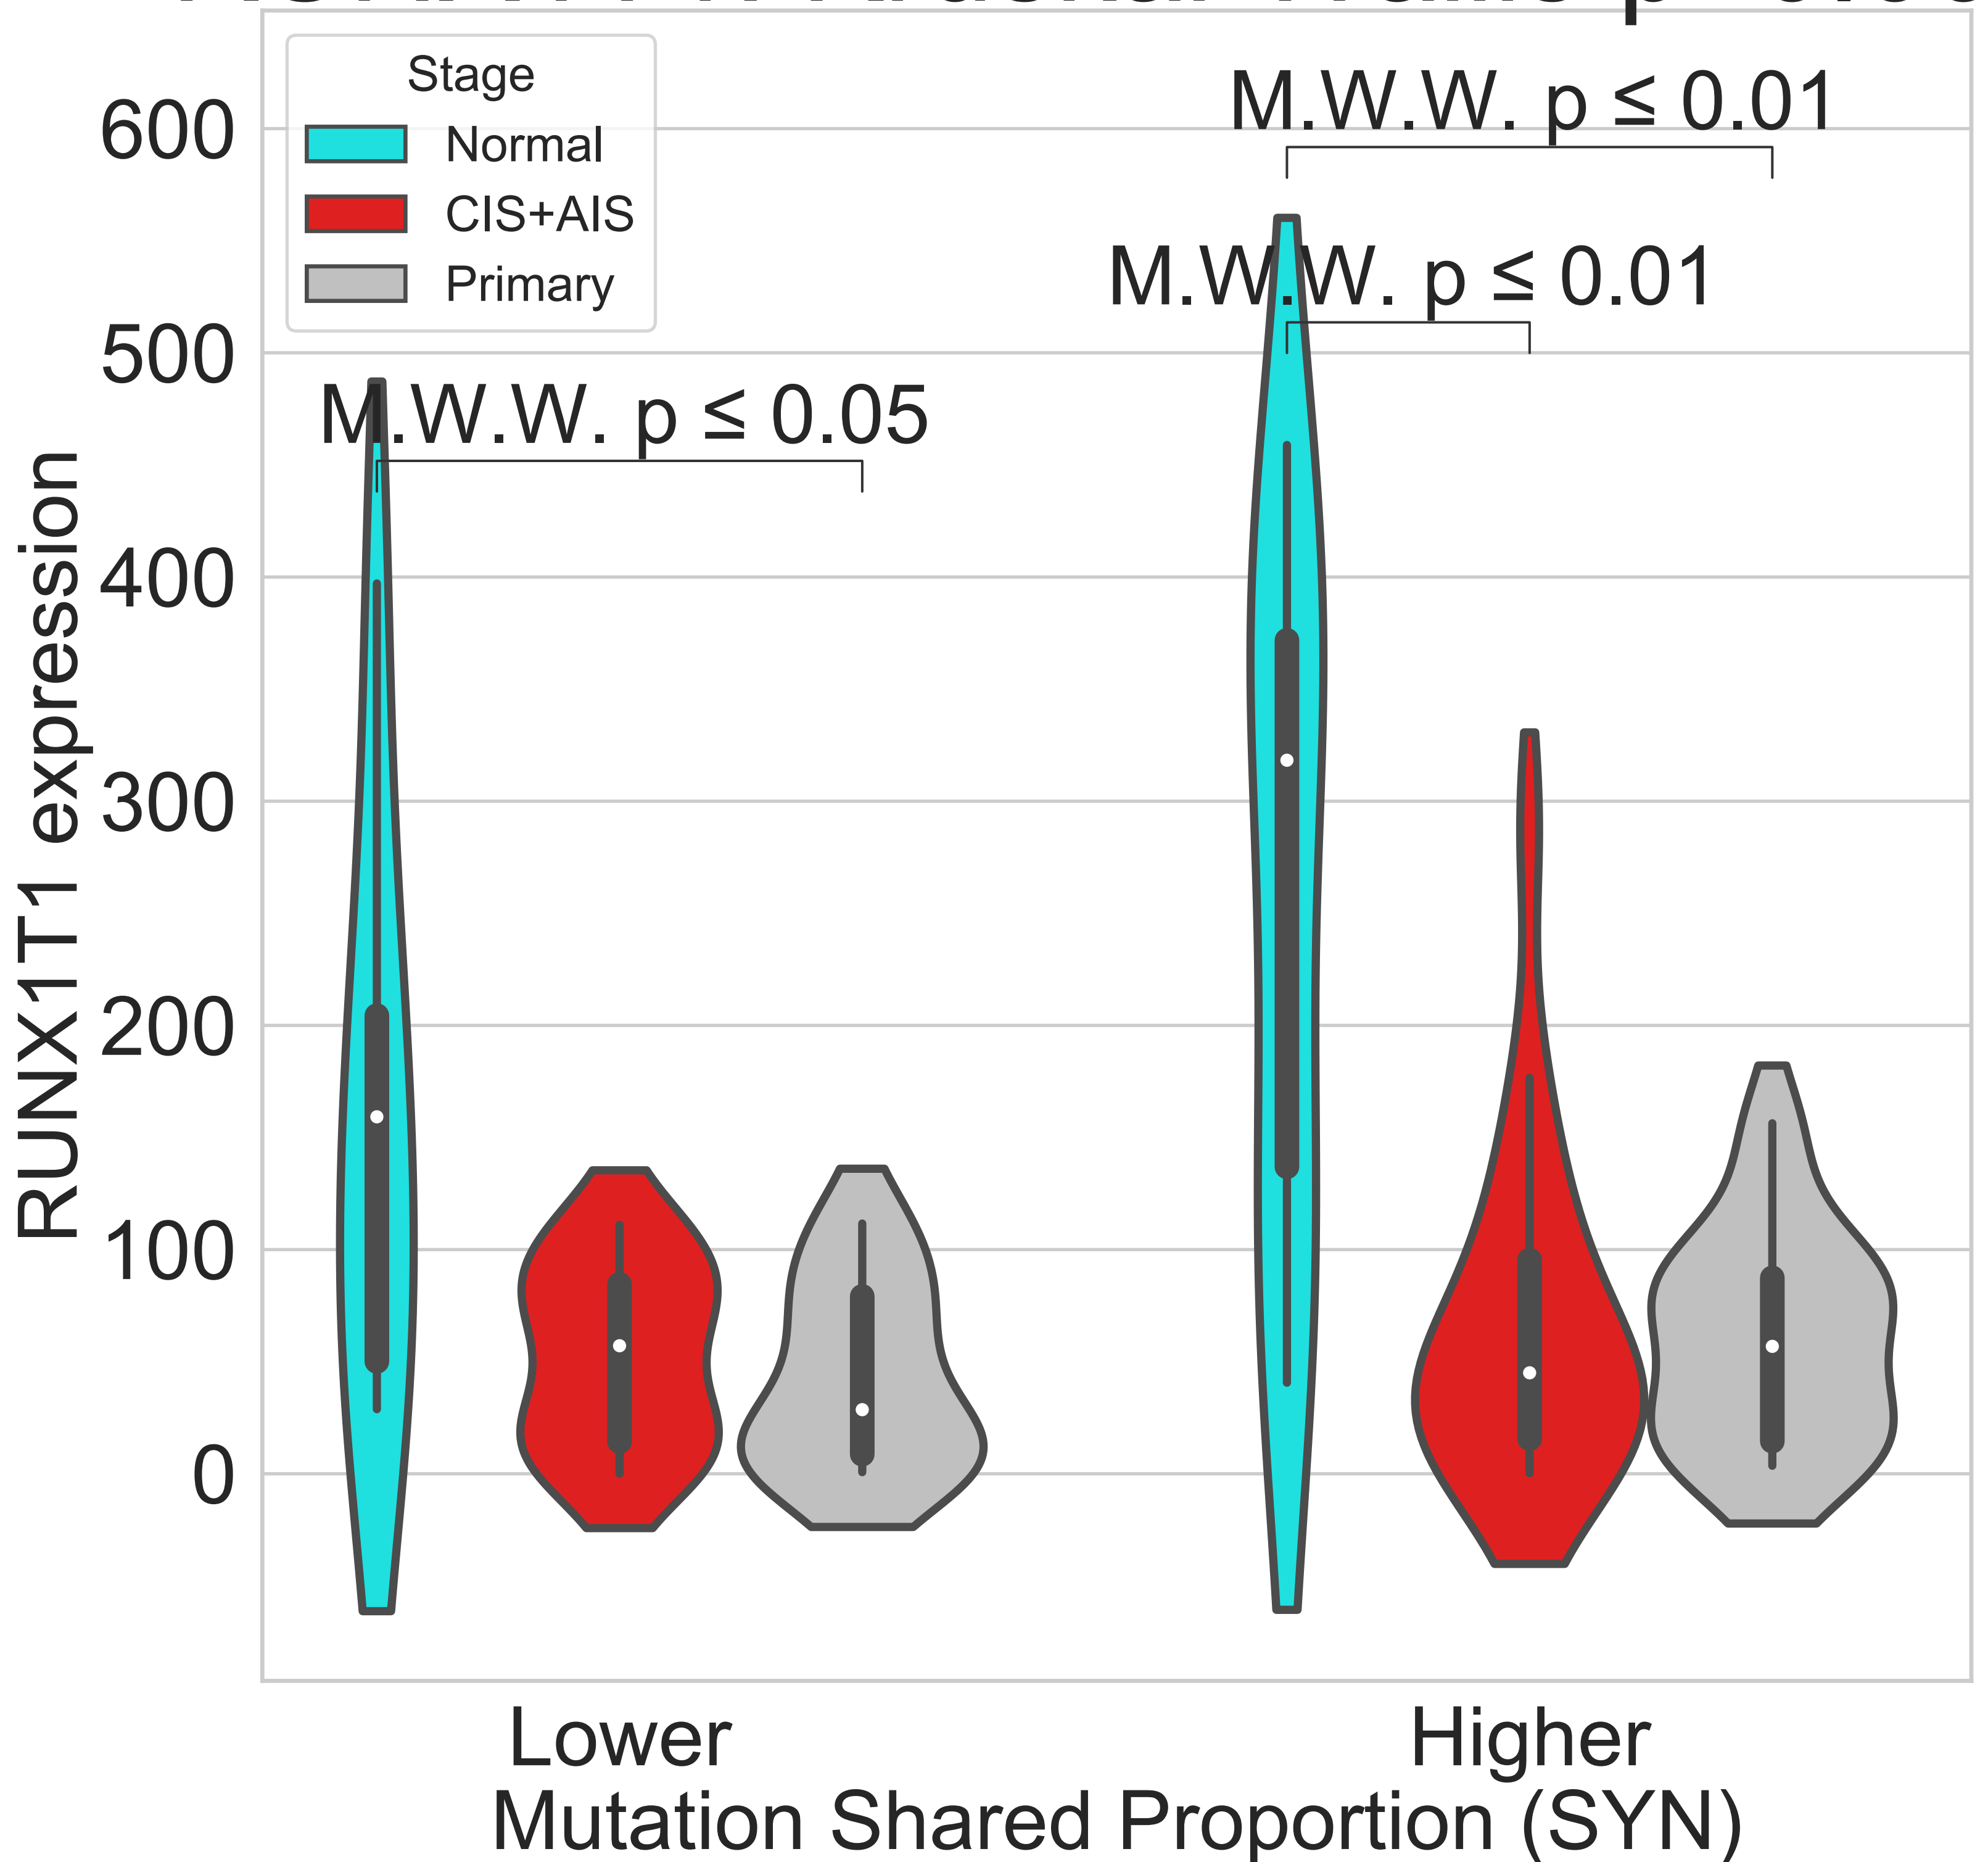 Stage
Normal
CIS+AIS
Primary
M.W.W. p ≤ 0.01
M.W.W. p ≤ 0.01
M.W.W. p ≤ 0.05
600
500
400
300
200
100
0
RUNX1T1 expression
Lower
Higher
Mutation Shared Proportion (SYN)